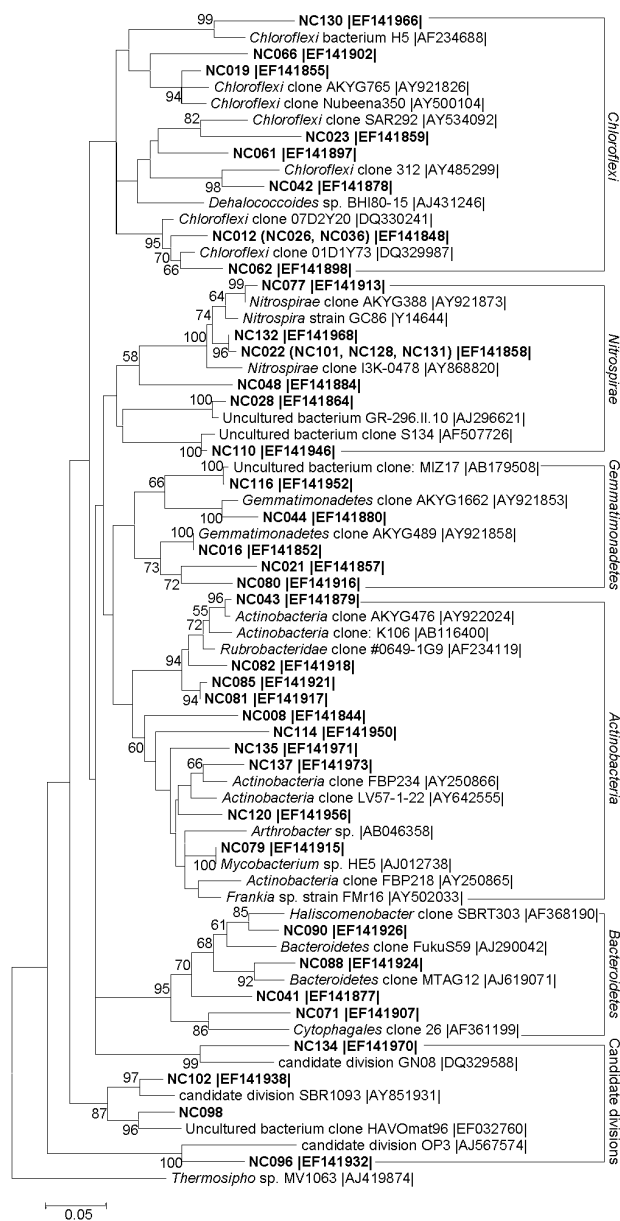 99
NC130 |EF141966|
Chloroflexi bacterium H5 |AF234688|
NC066 |EF141902|
NC019 |EF141855|
Chloroflexi clone AKYG765 |AY921826|
94
Chloroflexi clone Nubeena350 |AY500104|
82
Chloroflexi clone SAR292 |AY534092|
NC023 |EF141859|
NC061 |EF141897|
Chloroflexi clone 312 |AY485299|
98
NC042 |EF141878|
Dehalococcoides sp. BHI80-15 |AJ431246|
Chloroflexi clone 07D2Y20 |DQ330241|
95
NC012 (NC026, NC036) |EF141848|
70
Chloroflexi clone 01D1Y73 |DQ329987|
66
NC062 |EF141898|
Chloroflexi
99
NC077 |EF141913|
64
Nitrospirae clone AKYG388 |AY921873|
74
Nitrospira strain GC86 |Y14644|
100
NC132 |EF141968|
96
NC022 (NC101, NC128, NC131) |EF141858|
58
Nitrospirae clone I3K-0478 |AY868820|
NC048 |EF141884|
100
NC028 |EF141864|
Uncultured bacterium GR-296.II.10 |AJ296621|
Uncultured bacterium clone S134 |AF507726|
100
NC110 |EF141946|
Nitrospirae
100
Uncultured bacterium clone: MIZ17 |AB179508|
66
NC116 |EF141952|
Gemmatimonadetes clone AKYG1662 |AY921853|
100
NC044 |EF141880|
100
Gemmatimonadetes clone AKYG489 |AY921858|
NC016 |EF141852|
73
NC021 |EF141857|
72
NC080 |EF141916|
Gemmatimonadetes
96
NC043 |EF141879|
55
Actinobacteria clone AKYG476 |AY922024|
72
Actinobacteria clone: K106 |AB116400|
Rubrobacteridae clone #0649-1G9 |AF234119|
94
NC082 |EF141918|
NC085 |EF141921|
94
NC081 |EF141917|
NC008 |EF141844|
60
NC114 |EF141950|
NC135 |EF141971|
66
NC137 |EF141973|
Actinobacteria clone FBP234 |AY250866|
Actinobacteria clone LV57-1-22 |AY642555|
NC120 |EF141956|
Arthrobacter sp. |AB046358|
NC079 |EF141915|
100
Mycobacterium sp. HE5 |AJ012738|
Actinobacteria clone FBP218 |AY250865|
Frankia sp. strain FMr16 |AY502033|
Actinobacteria
85
Haliscomenobacter clone SBRT303 |AF368190|
61
NC090 |EF141926|
68
Bacteroidetes clone FukuS59 |AJ290042|
70
NC088 |EF141924|
92
Bacteroidetes clone MTAG12 |AJ619071|
95
NC041 |EF141877|
NC071 |EF141907|
86
Cytophagales clone 26 |AF361199|
Bacteroidetes
NC134 |EF141970|
99
candidate division GN08 |DQ329588|
97
NC102 |EF141938|
candidate division SBR1093 |AY851931|
87
NC098
96
Uncultured bacterium clone HAVOmat96 |EF032760|
candidate division OP3 |AJ567574|
100
NC096 |EF141932|
Candidate divisions
Thermosipho sp. MV1063 |AJ419874|
0.05